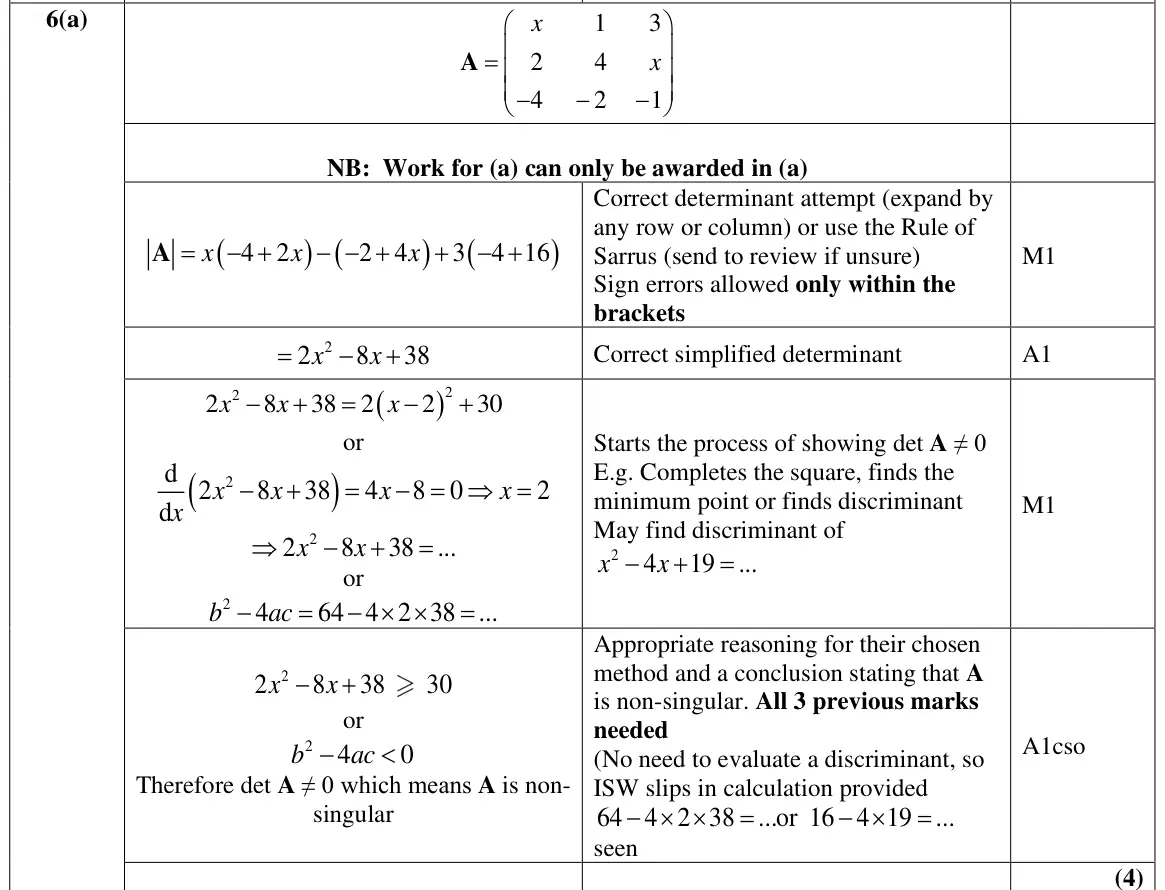 6(a)
A = ( x 1 3
2 4 x
−4 −2 −1 )
NB: Work for (a) can only be awarded in (a)
|A| = x(−4 + 2x) − (−2 + 4x) + 3(−4 + 16)
Correct determinant attempt (expand by
any row or column) or use the Rule of
Sarrus (send to review if unsure)
Sign errors allowed only within the
brackets
M1
= 2x² − 8x + 38
Correct simplified determinant
A1
2x² − 8x + 38 = 2(x − 2)² + 30
or
d/dx (2x² − 8x + 38) = 4x − 8 = 0 ⇒ x = 2
⇒ 2x² − 8x + 38 = ...
or
b² − 4ac = 64 − 4 × 2 × 38 = ...
Starts the process of showing det A ≠ 0
E.g. Completes the square, finds the
minimum point or finds discriminant
May find discriminant of
x² − 4x + 19 = ...
M1
2x² − 8x + 38 ⩾ 30
or
b² − 4ac < 0
Therefore det A ≠ 0 which means A is non-
singular
Appropriate reasoning for their chosen
method and a conclusion stating that A
is non-singular. All 3 previous marks
needed
(No need to evaluate a discriminant, so
ISW slips in calculation provided
64 − 4 × 2 × 38 = ...or 16 − 4 × 19 = ...
seen
A1cso
(4)